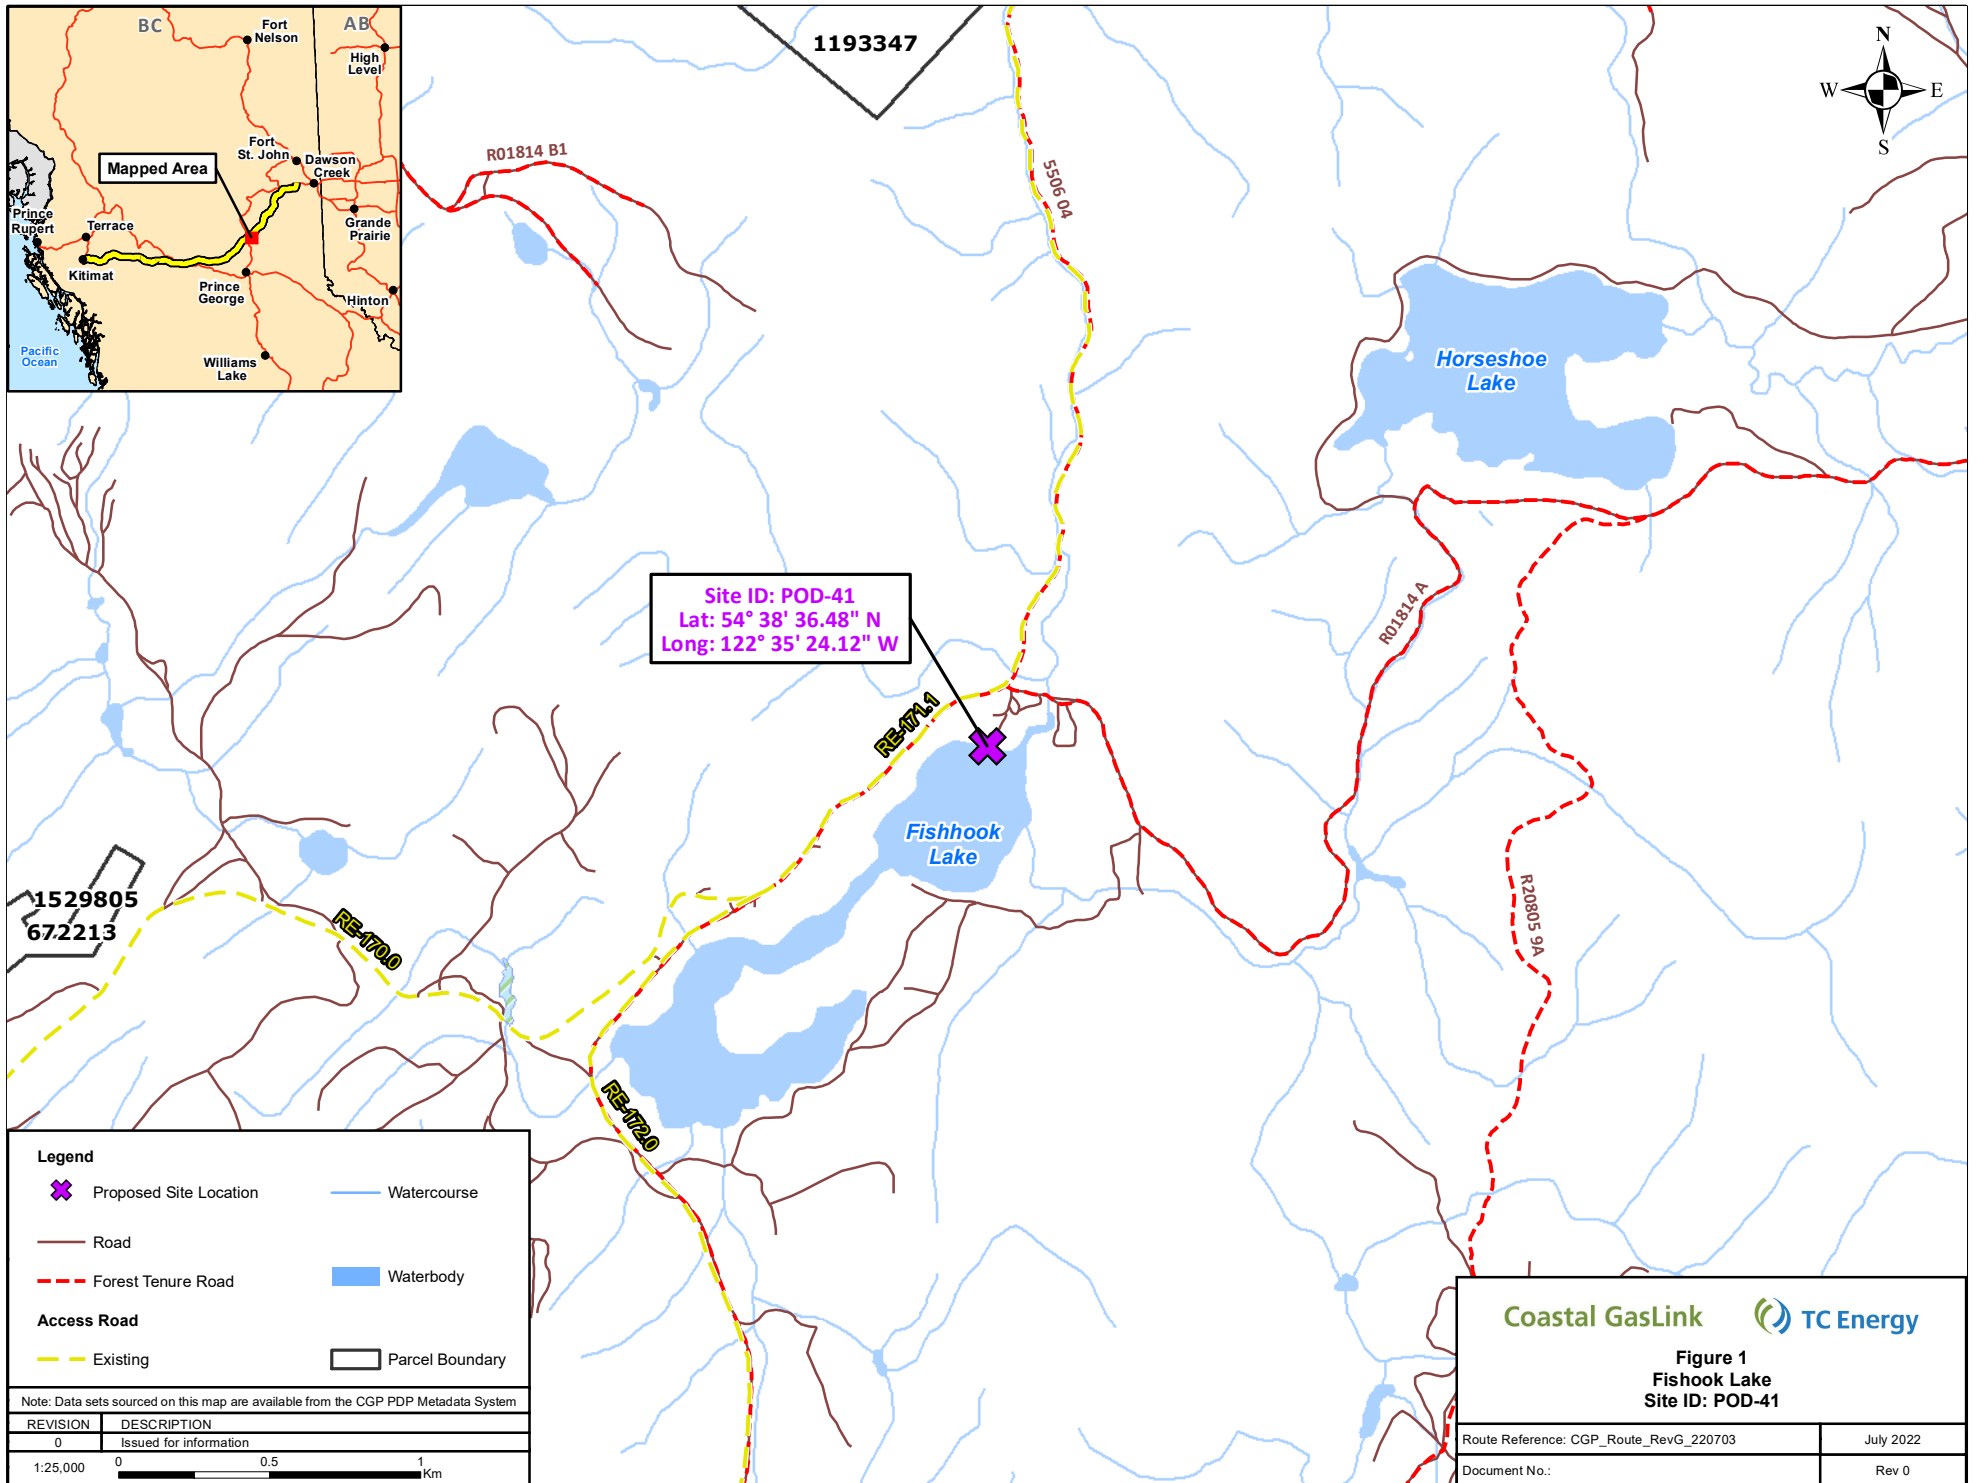 BC
AB
Fort
Nelson
High
Level
Fort
St. John
Dawson
Creek
Mapped Area
Grande
Prairie
Prince
Rupert
Terrace
Kitimat
Prince
George
Hinton
Pacific
Ocean
Williams
Lake
1193347
N
W
E
S
R01814 B1
5506 04
Horseshoe
Lake
Site ID: POD-41
Lat: 54° 38' 36.48" N
Long: 122° 35' 24.12" W
R01814 A
RE-171.1
Fishhook
Lake
1529805
672213
RE-170.0
R20805 9A
RE-172.0
Legend
Proposed Site Location
Watercourse
Road
Forest Tenure Road
Waterbody
Access Road
Existing
Parcel Boundary
Note: Data sets sourced on this map are available from the CGP PDP Metadata System
REVISION DESCRIPTION
0 Issued for information
1:25,000
0 0.5 1
Km
Coastal GasLink TC Energy
Figure 1
Fishook Lake
Site ID: POD-41
Route Reference: CGP_Route_RevG_220703 July 2022
Document No.: Rev 0